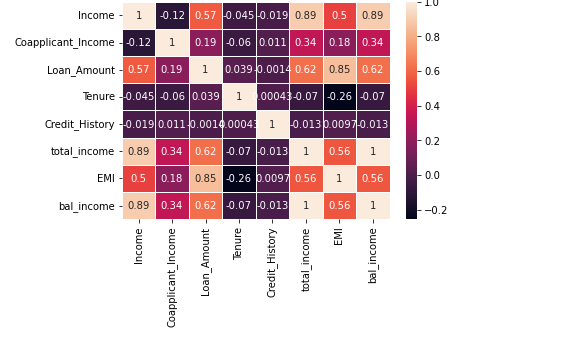 Income 1 -0.12 0.57 -0.045 -0.019 0.89 0.5 0.89
Coapplicant_Income -0.12 1 0.19 -0.06 0.011 0.34 0.18 0.34
Loan_Amount 0.57 0.19 1 0.039 -0.0014 0.62 0.85 0.62
Tenure -0.045 -0.06 0.039 1 0.00043 -0.07 -0.26 -0.07
Credit_History -0.019 0.011 -0.0014 0.00043 1 -0.013 0.0097 -0.013
total_income 0.89 0.34 0.62 -0.07 -0.013 1 0.56 1
EMI 0.5 0.18 0.85 -0.26 0.0097 0.56 1 0.56
bal_income 0.89 0.34 0.62 -0.07 -0.013 1 0.56 1
Income
Coapplicant_Income
Loan_Amount
Tenure
Credit_History
total_income
EMI
bal_income
1.0
0.8
0.6
0.4
0.2
0.0
−0.2